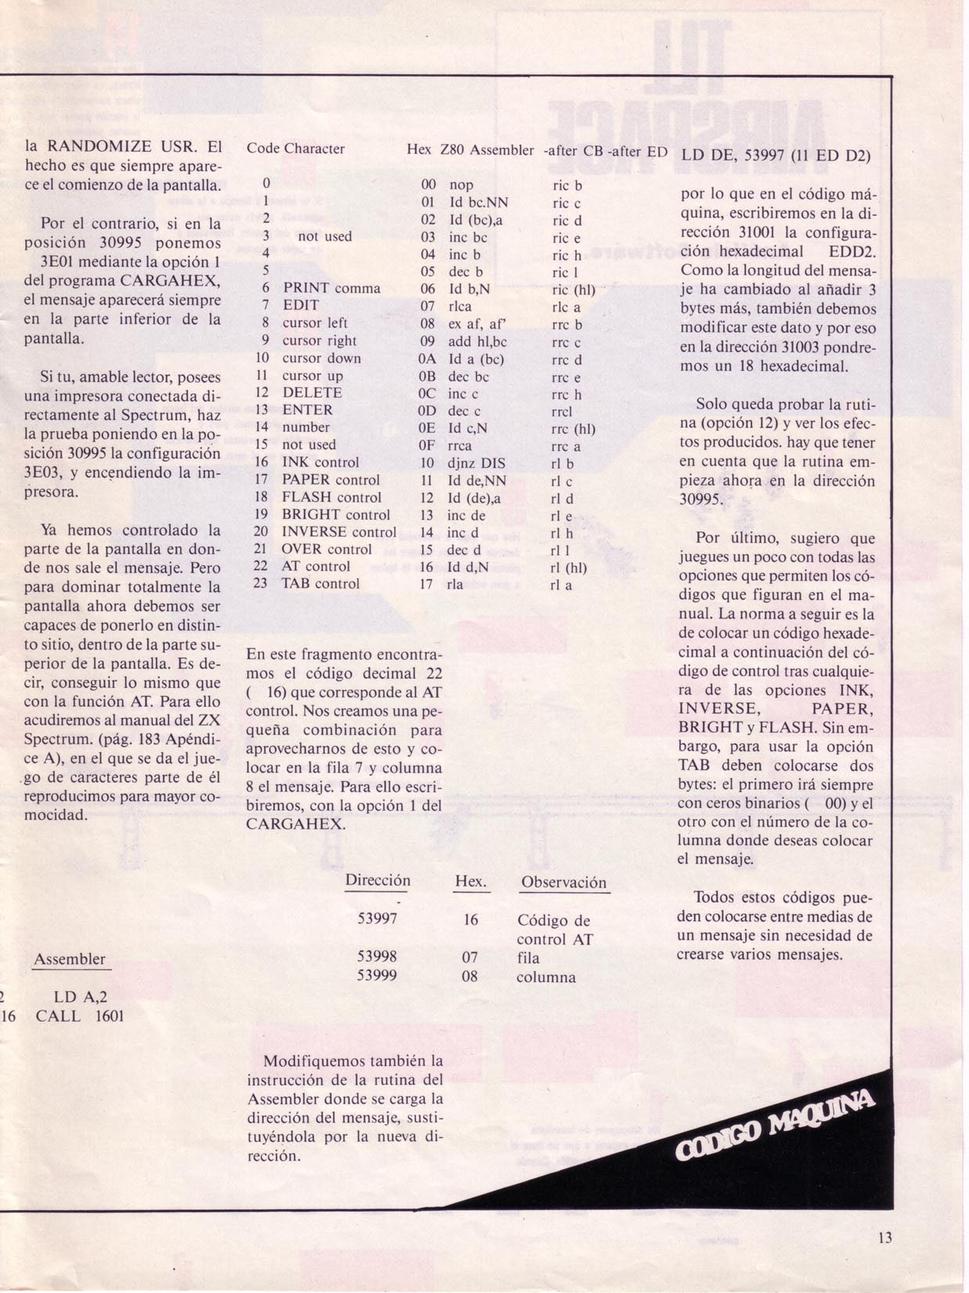 la RANDOMIZE USR. El
hecho es que siempre apare-
ce el comienzo de la pantalla.
Por el contrario, si en la
posición 30995 ponemos
3E01 mediante la opción 1
del programa CARGAHEX,
el mensaje aparecerá siempre
en la parte inferior de la
pantalla.
Si tu, amable lector, posees
una impresora conectada di-
rectamente al Spectrum, haz
la prueba poniendo en la po-
sición 30995 la configuración
3E03, y encendiendo la im-
presora.
Ya hemos controlado la
parte de la pantalla en don-
de nos sale el mensaje. Pero
para dominar totalmente la
pantalla ahora debemos ser
capaces de ponerlo en distin-
to sitio, dentro de la parte su-
perior de la pantalla. Es de-
cir, conseguir lo mismo que
con la función AT. Para ello
acudiremos al manual del ZX
Spectrum. (pág. 183 Apéndi-
ce A), en el que se da el jue-
go de caracteres parte de él
reproducimos para mayor co-
modidad.
Assembler
2 LD A,2
16 CALL 1601
Code Character Hex Z80 Assembler -after CB -after ED
0 00 nop ric b
1 01 ld bc.NN ric c
2 02 ld (bc),a ric d
3 not used 03 inc bc ric e
4 04 inc b ric h
5 05 dec b ric l
6 PRINT comma 06 ld b,N ric (hl)
7 EDIT 07 rlca rlc a
8 cursor left 08 ex af, af' rrc b
9 cursor right 09 add hl,bc rrc c
10 cursor down 0A ld a (bc) rrc d
11 cursor up 0B dec bc rrc e
12 DELETE 0C inc c rrc h
13 ENTER 0D dec c rrcl
14 number 0E ld c,N rrc (hl)
15 not used 0F rrca rrc a
16 INK control 10 djnz DIS rl b
17 PAPER control 11 ld de,NN rl c
18 FLASH control 12 ld (de),a rl d
19 BRIGHT control 13 inc de rl e
20 INVERSE control 14 inc d rl h
21 OVER control 15 dec d rl l
22 AT control 16 ld d,N rl (hl)
23 TAB control 17 rla rl a
En este fragmento encontra-
mos el código decimal 22
( 16) que corresponde al AT
control. Nos creamos una pe-
queña combinación para
aprovecharnos de esto y co-
locar en la fila 7 y columna
8 el mensaje. Para ello escri-
biremos, con la opción 1 del
CARGAHEX.
Dirección Hex. Observación
53997 16 Código de
control AT
53998 07 fila
53999 08 columna
Modifiquemos también la
instrucción de la rutina del
Assembler donde se carga la
dirección del mensaje, susti-
tuyéndola por la nueva di-
rección.
LD DE, 53997 (11 ED D2)
por lo que en el código má-
quina, escribiremos en la di-
rección 31001 la configura-
ción hexadecimal EDD2.
Como la longitud del mensa-
je ha cambiado al añadir 3
bytes más, también debemos
modificar este dato y por eso
en la dirección 31003 pondre-
mos un 18 hexadecimal.
Solo queda probar la ruti-
na (opción 12) y ver los efec-
tos producidos. hay que tener
en cuenta que la rutina em-
pieza ahora en la dirección
30995.
Por último, sugiero que
juegues un poco con todas las
opciones que permiten los có-
digos que figuran en el ma-
nual. La norma a seguir es la
de colocar un código hexade-
cimal a continuación del có-
digo de control tras cualquie-
ra de las opciones INK,
INVERSE, PAPER,
BRIGHT y FLASH. Sin em-
bargo, para usar la opción
TAB deben colocarse dos
bytes: el primero irá siempre
con ceros binarios ( 00) y el
otro con el número de la co-
lumna donde deseas colocar
el mensaje.
Todos estos códigos pue-
den colocarse entre medias de
un mensaje sin necesidad de
crearse varios mensajes.
CODIGO MAQUINA
13